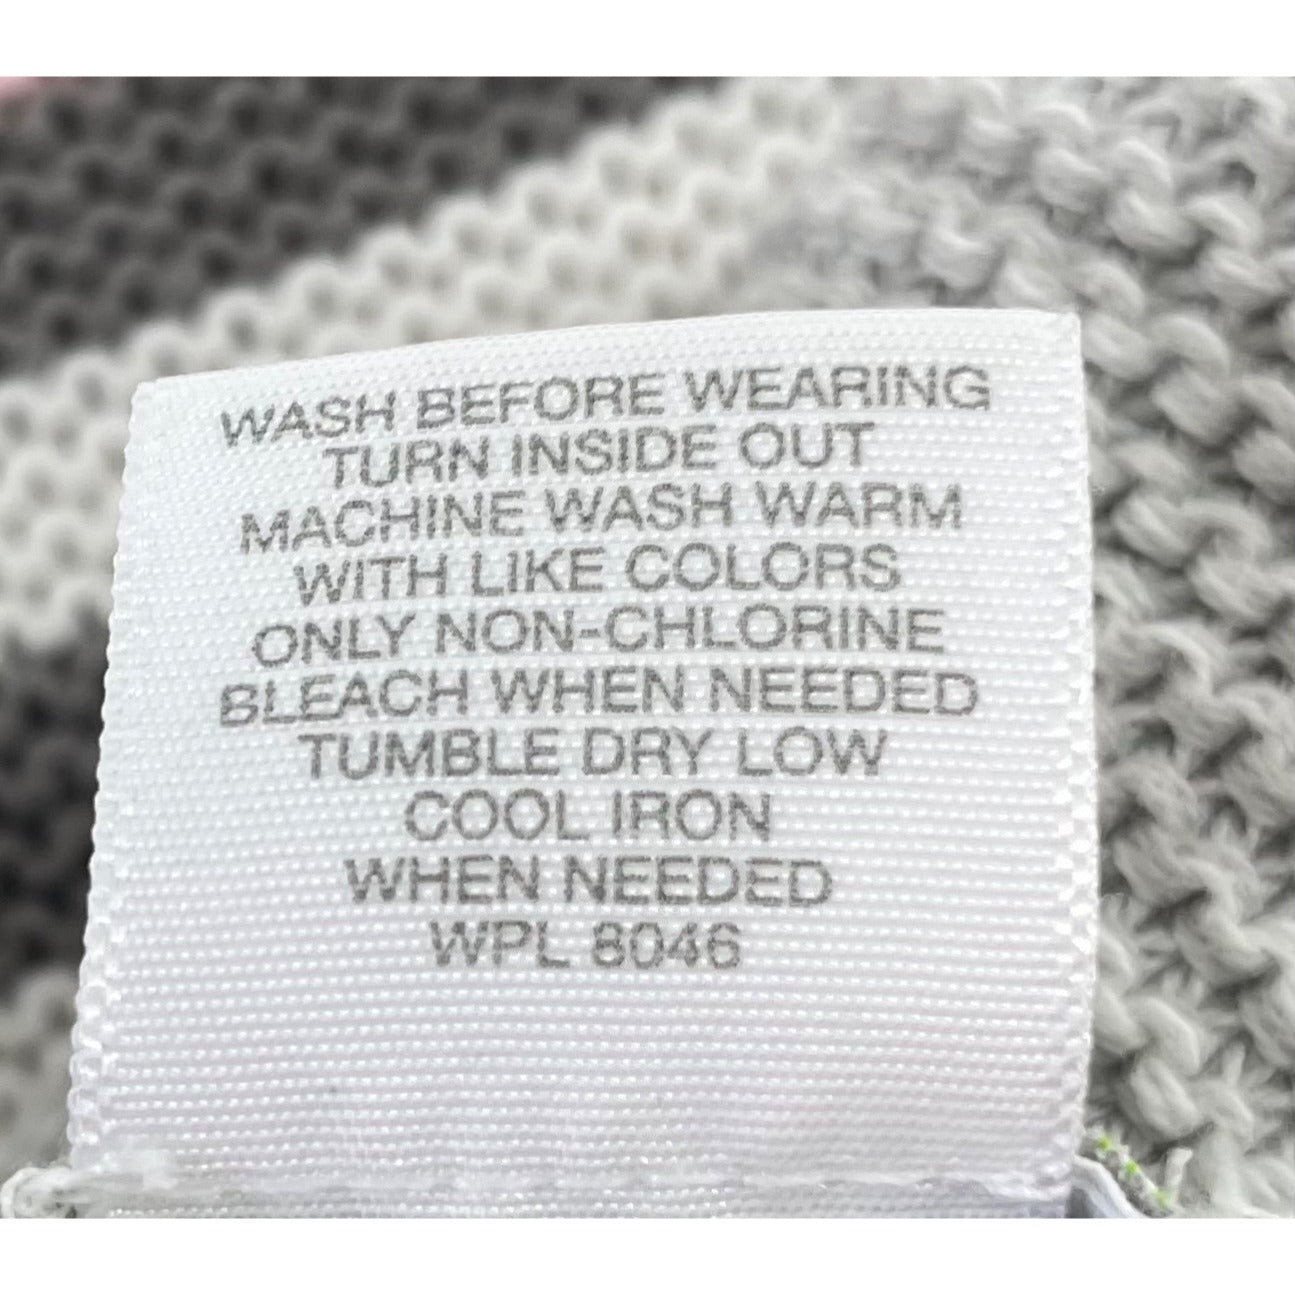 WASH BEFORE WEARING
TURN INSIDE OUT
MACHINE WASH WARM
WITH LIKE COLORS
ONLY NON-CHLORINE
BLEACH WHEN NEEDED
TUMBLE DRY LOW
COOL IRON
WHEN NEEDED
WPL 8046